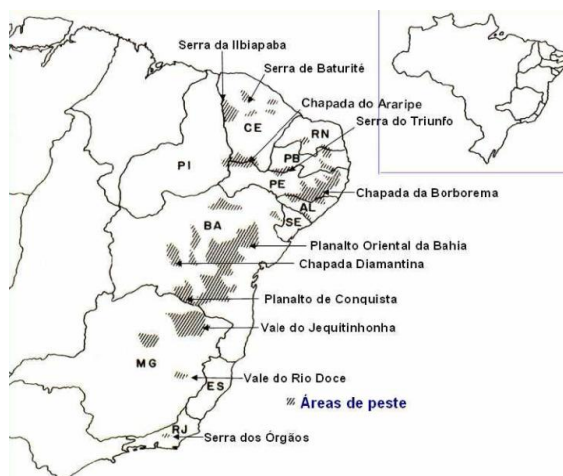 Serra da Ilbiapaba
Serra de Baturité
Chapada do Araripe
CE
RN
Serra do Triunfo
PB
PI
PE
Chapada da Borborema
AL
SE
BA
Planalto Oriental da Bahia
Chapada Diamantina
Planalto de Conquista
Vale do Jequitinhonha
MG
Vale do Rio Doce
ES
Áreas de peste
RJ
Serra dos Órgãos